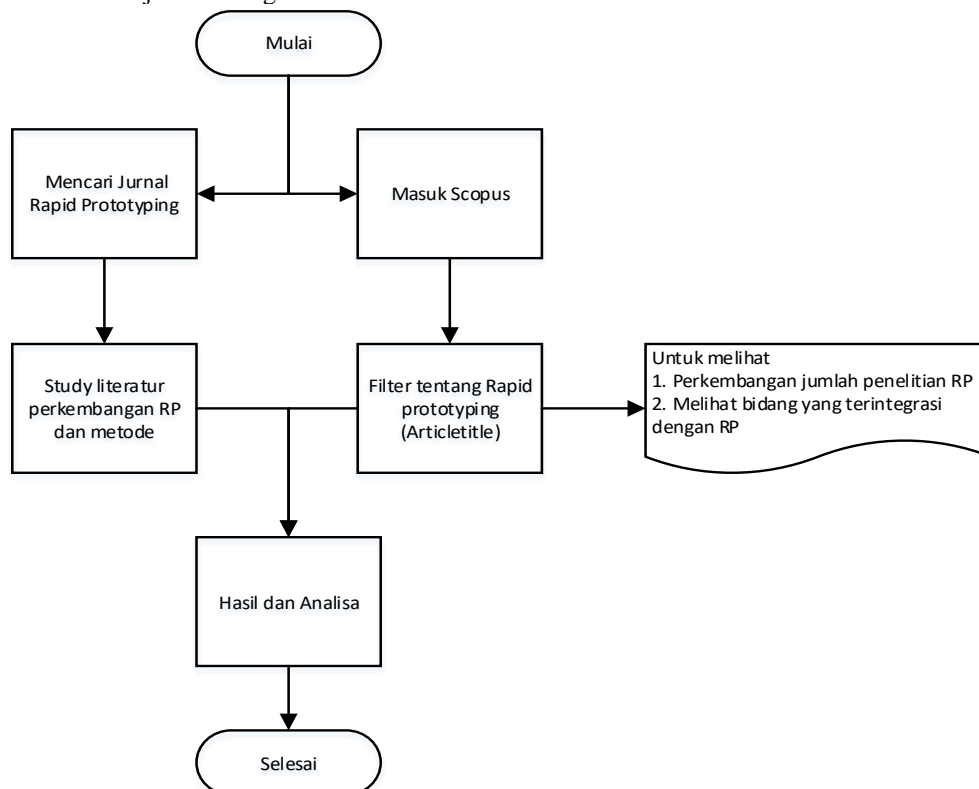 Mulai
Mencari Jurnal
Rapid Prototyping
Masuk Scopus
Study literatur
perkembangan RP
dan metode
Filter tentang Rapid
prototyping
(Articletitle)
Untuk melihat
1. Perkembangan jumlah penelitian RP
2. Melihat bidang yang terintegrasi
dengan RP
Hasil dan Analisa
Selesai